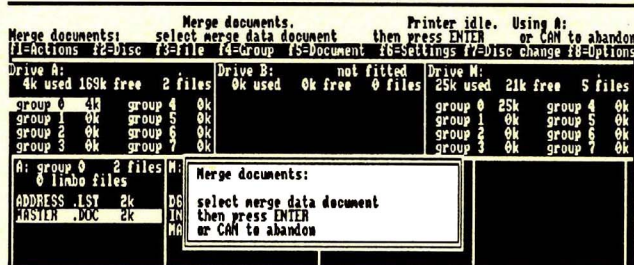 Merge documents. Printer idle. Using A:
Merge documents: select merge data document then press ENTER or CAN to abandon
f1=Actions f2=Disc f3=file f4=Group f5=Document f6=Settings f7=Disc change f8=Options
Drive A: Drive B: not fitted Drive M:
4k used 169k free 2 files 0k used 0k free 0 files 25k used 21k free 5 files
group 0 4k group 4 0k group 0 25k group 4 0k
group 1 0k group 5 0k group 1 0k group 5 0k
group 2 0k group 6 0k group 2 0k group 6 0k
group 3 0k group 7 0k group 3 0k group 7 0k
A: group 0 2 files M:
0 limbo files
ADDRESS .LST 2k D6
MASTER .DOC 2k IN
MA
Merge documents:
select merge data document
then press ENTER
or CAN to abandon